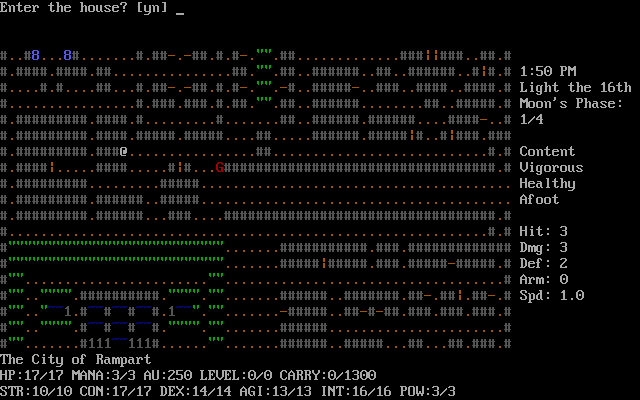 Enter the house? [yn] _
1:50 PM
Light the 16th
Moon's Phase:
1/4
Content
Vigorous
Healthy
Afoot
Hit: 3
Dmg: 3
Def: 2
Arm: 0
Spd: 1.0
The City of Rampart
HP:17/17 MANA:3/3 AU:250 LEVEL:0/0 CARRY:0/1300
STR:10/10 CON:17/17 DEX:14/14 AGI:13/13 INT:16/16 POW:3/3